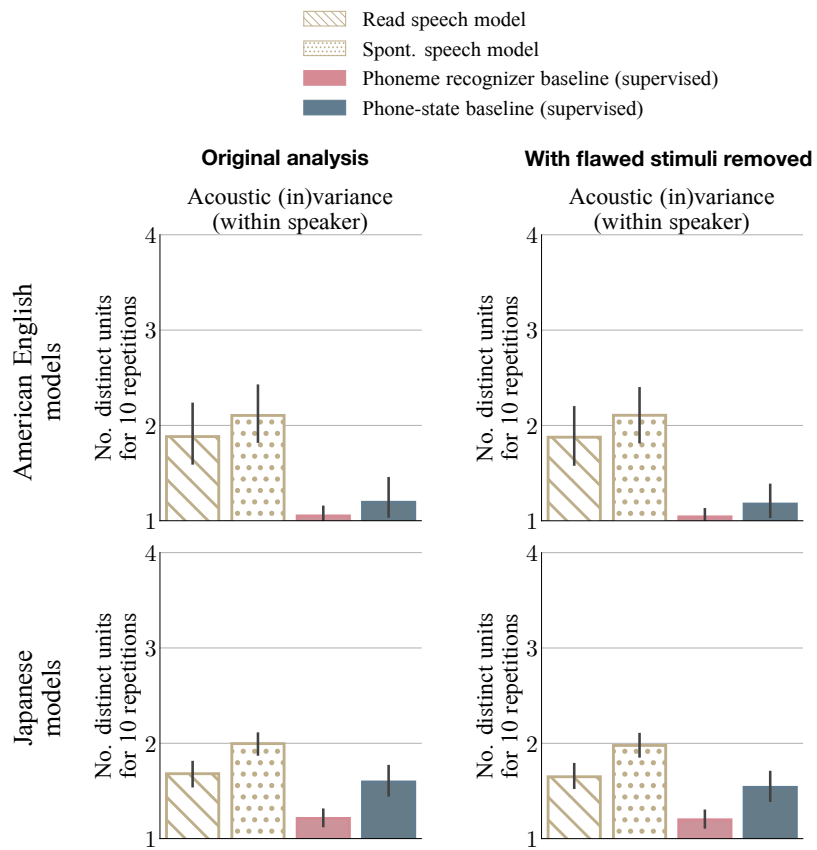 Read speech model
Spont. speech model
Phoneme recognizer baseline (supervised)
Phone-state baseline (supervised)
Original analysis
With flawed stimuli removed
Acoustic (in)variance
(within speaker)
Acoustic (in)variance
(within speaker)
American English
models
No. distinct units
for 10 repetitions
4
3
2
1
No. distinct units
for 10 repetitions
4
3
2
1
Japanese
models
No. distinct units
for 10 repetitions
4
3
2
1
No. distinct units
for 10 repetitions
4
3
2
1